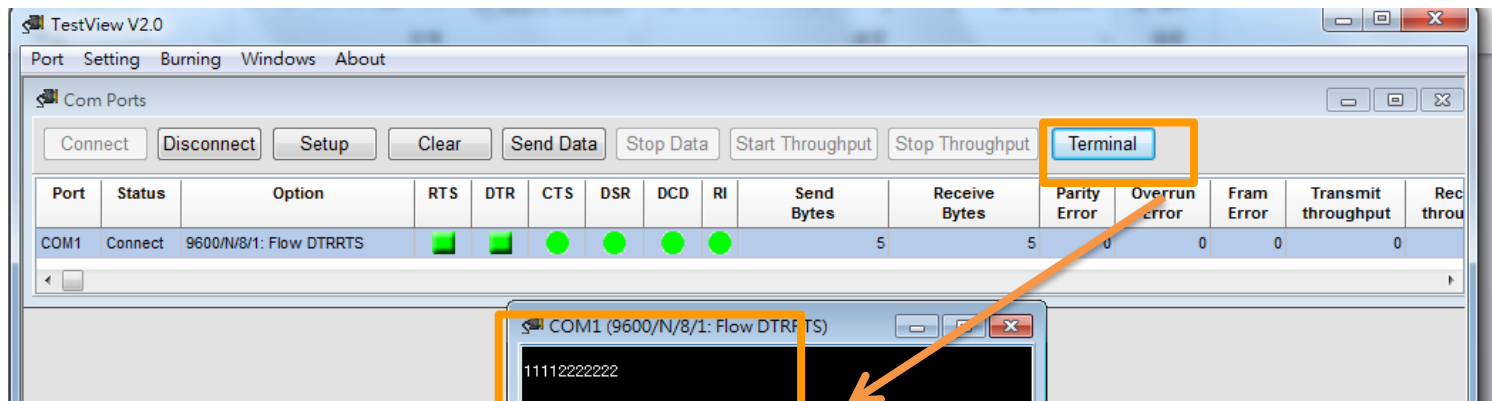 TestView V2.0
Port Setting Burning Windows About
Com Ports
Connect Disconnect Setup Clear Send Data Stop Data Start Throughput Stop Throughput Terminal
Port Status Option RTS DTR CTS DSR DCD RI Send Bytes Receive Bytes Parity Error Overrun Error Fram Error Transmit throughput Rec throu
COM1 Connect 9600/N/8/1: Flow DTRRTS 5 5 0 0 0 0
COM1 (9600/N/8/1: Flow DTRRTS)
11112222222